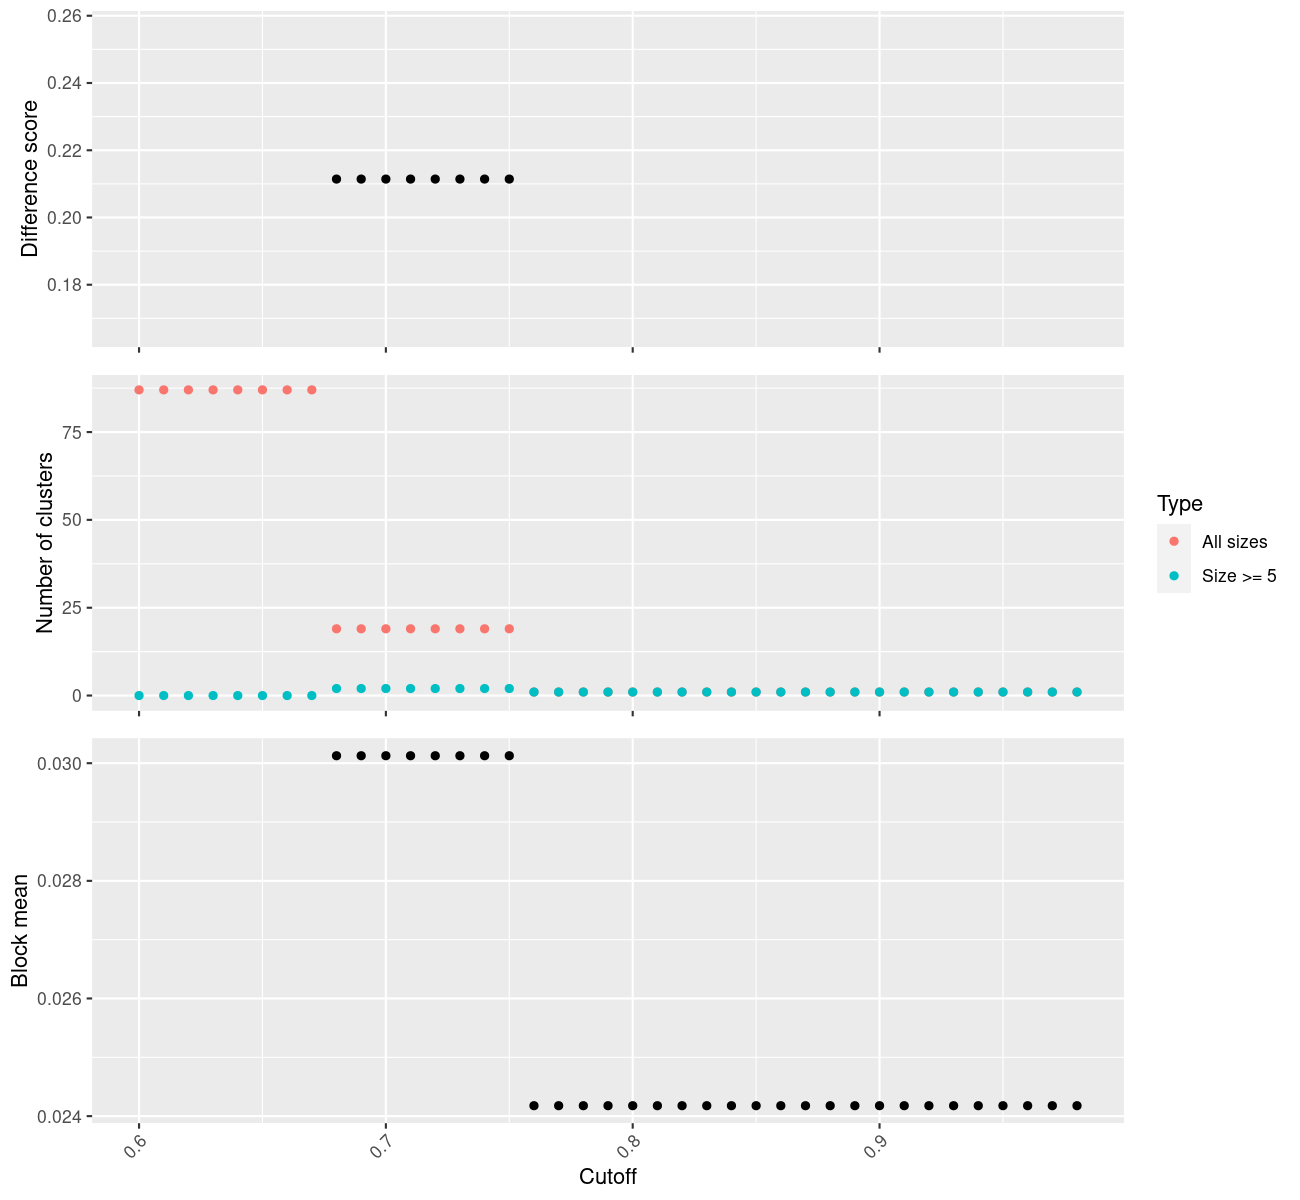 0.26
0.24
0.22
0.20
0.18
Difference score
75
50
25
0
Number of clusters
Type
All sizes
Size >= 5
0.030
0.028
0.026
0.024
Block mean
0.6
0.7
0.8
0.9
Cutoff